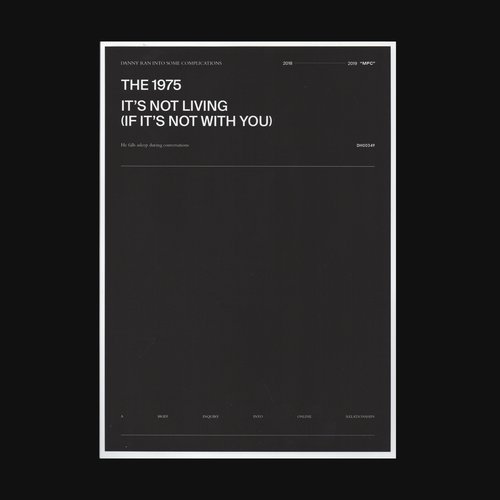 DANNY RAN INTO SOME COMPLICATIONS 2018 2019 "MFC"
THE 1975
IT'S NOT LIVING
(IF IT'S NOT WITH YOU)
He falls asleep during conversations DH00349
A BRIEF INQUIRY INTO ONLINE RELATIONSHIPS